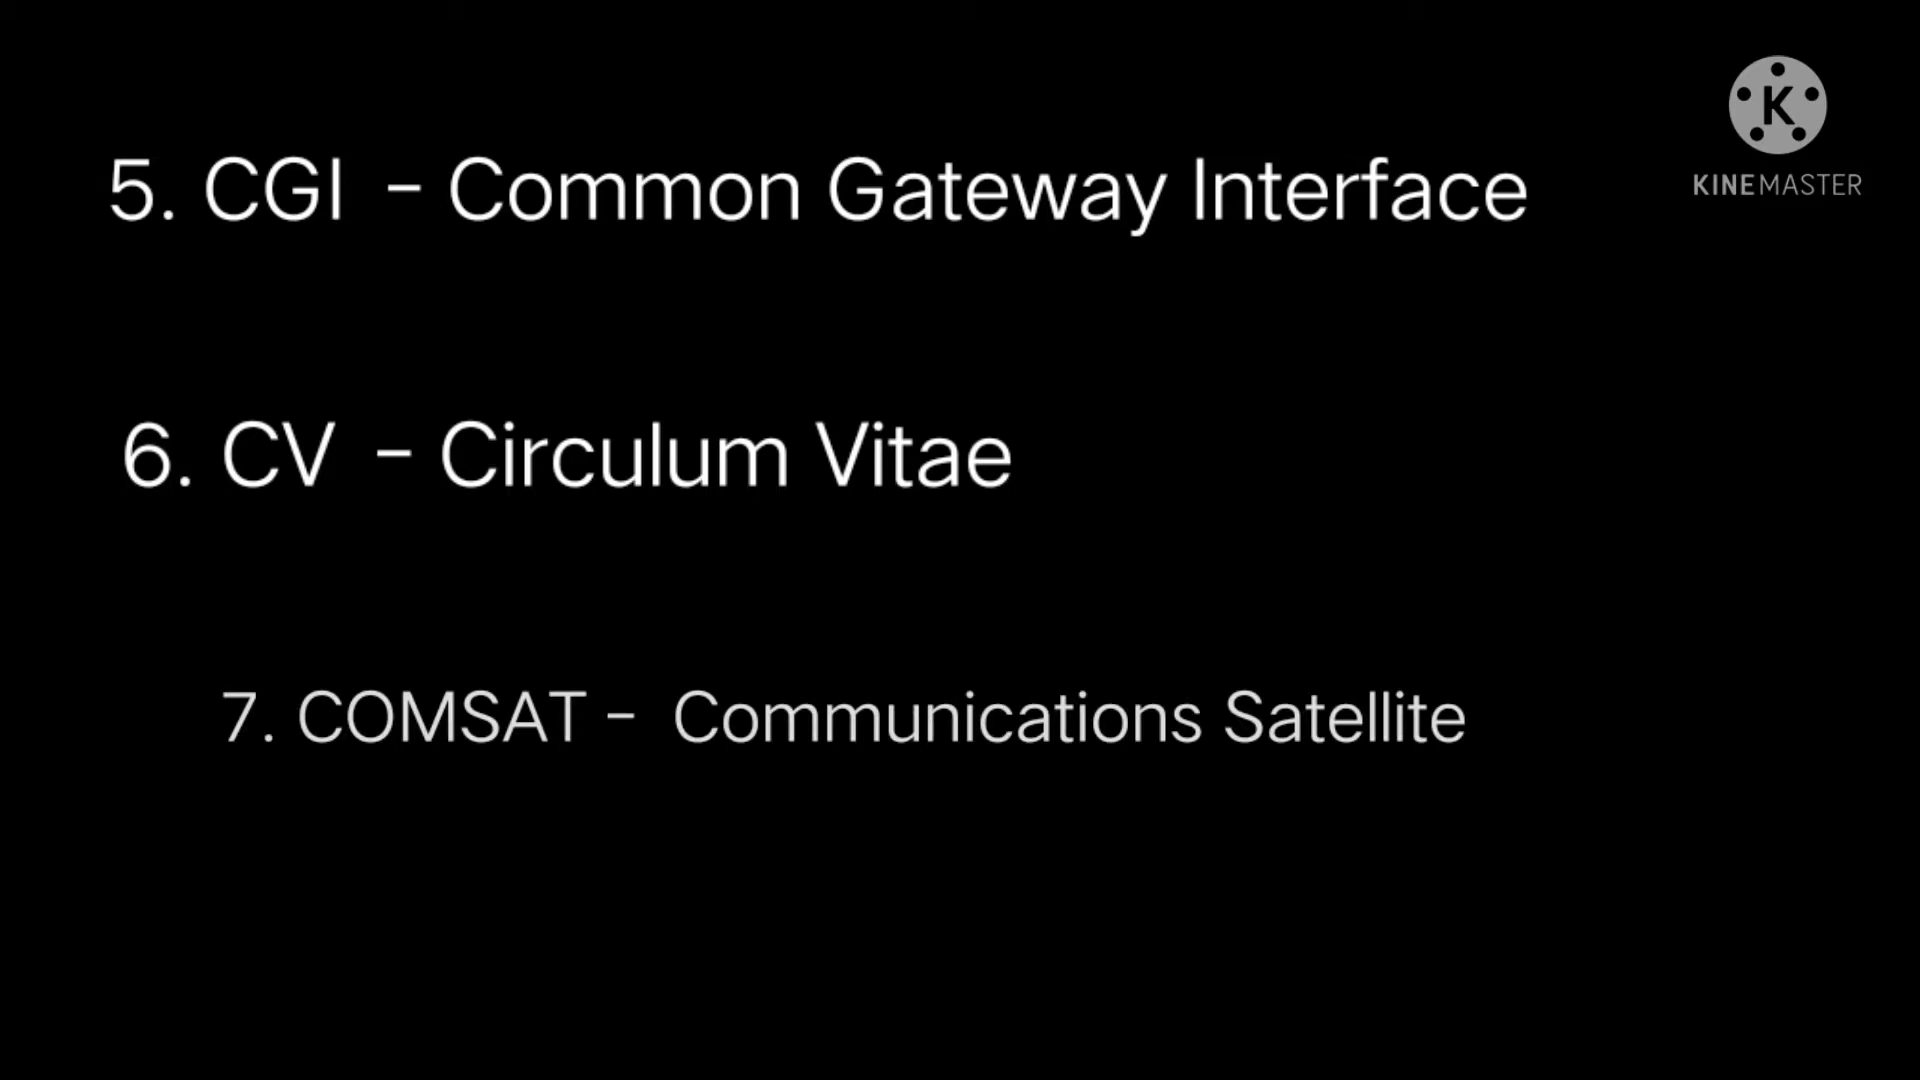 5. CGI - Common Gateway Interface
K
KINEMASTER
6. CV - Circulum Vitae
7. COMSAT - Communications Satellite